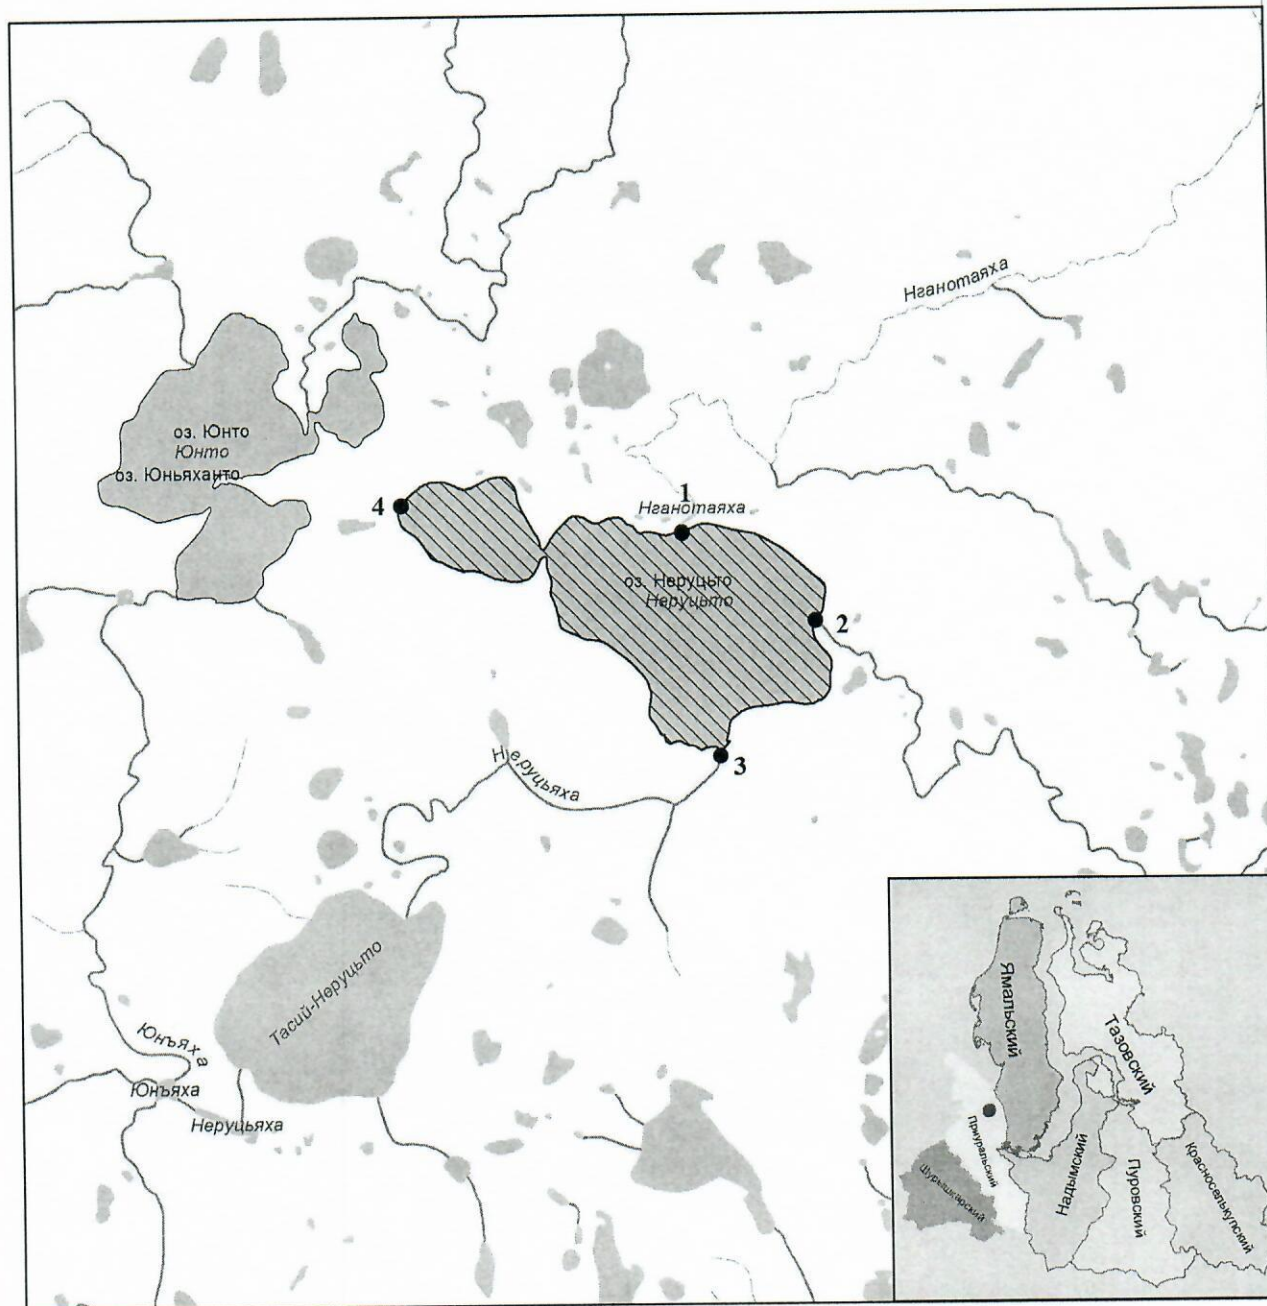 Нганотаяха
оз. Юнто
Юнто
оз. Юньяханто
4
1
Нганотаяха
оз. Неруцьто
Неруцьто
2
3
Неруцьяха
Тасий-Неруцьто
Юнъяха
Юнъяха
Неруцьяха
Ямальский
Тазовский
Приуральский
Шурышкарский
Надымский
Пуровский
Красноселькупский